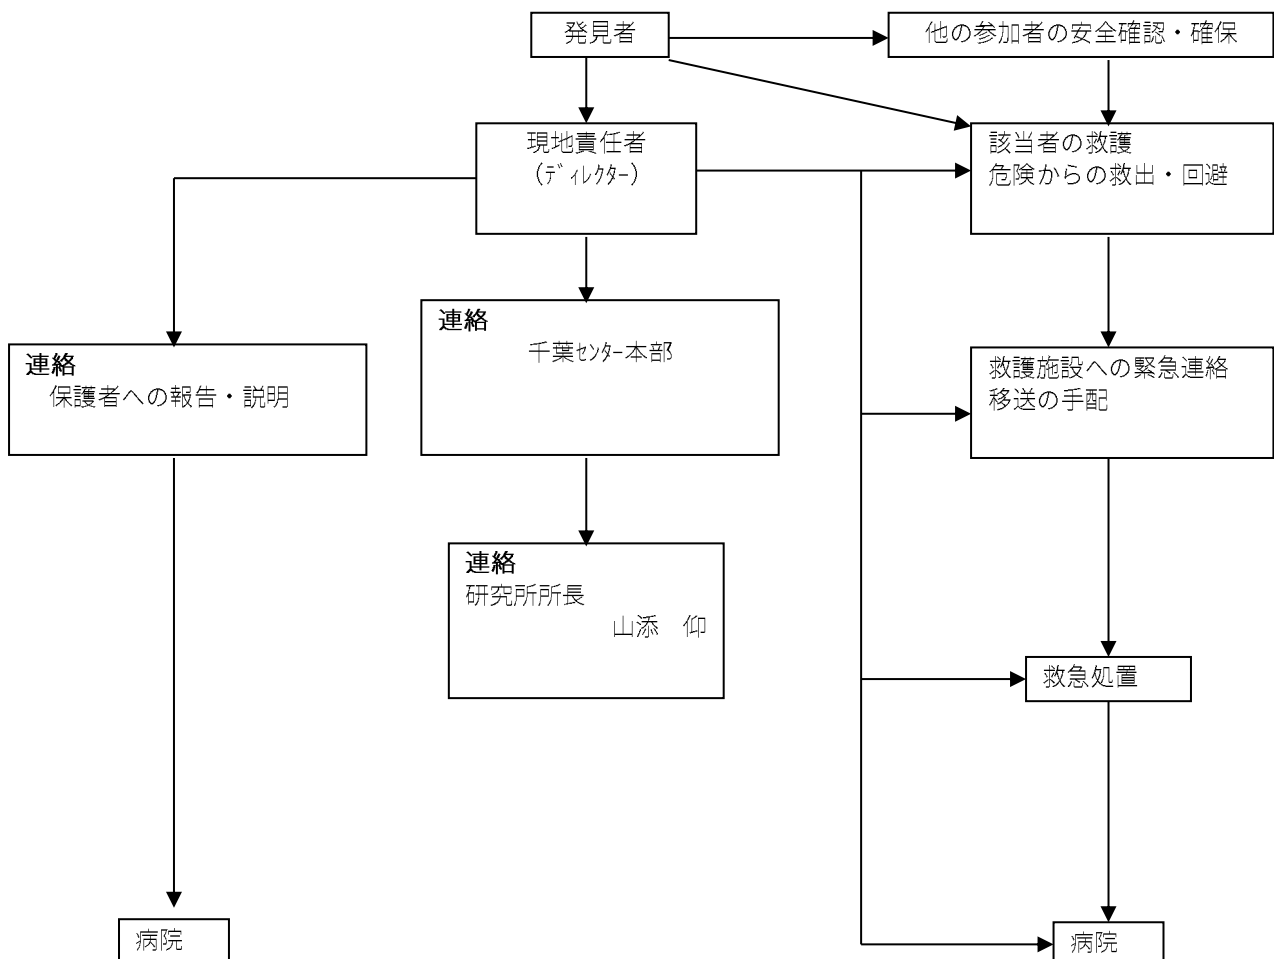 発見者
他の参加者の安全確認・確保
現地責任者
（ﾃﾞｨﾚｸﾀｰ）
該当者の救護
危険からの救出・回避
連絡
千葉ｾﾝﾀｰ本部
連絡
保護者への報告・説明
救護施設への緊急連絡
移送の手配
連絡
研究所所長
山添　仰
救急処置
病院
病院